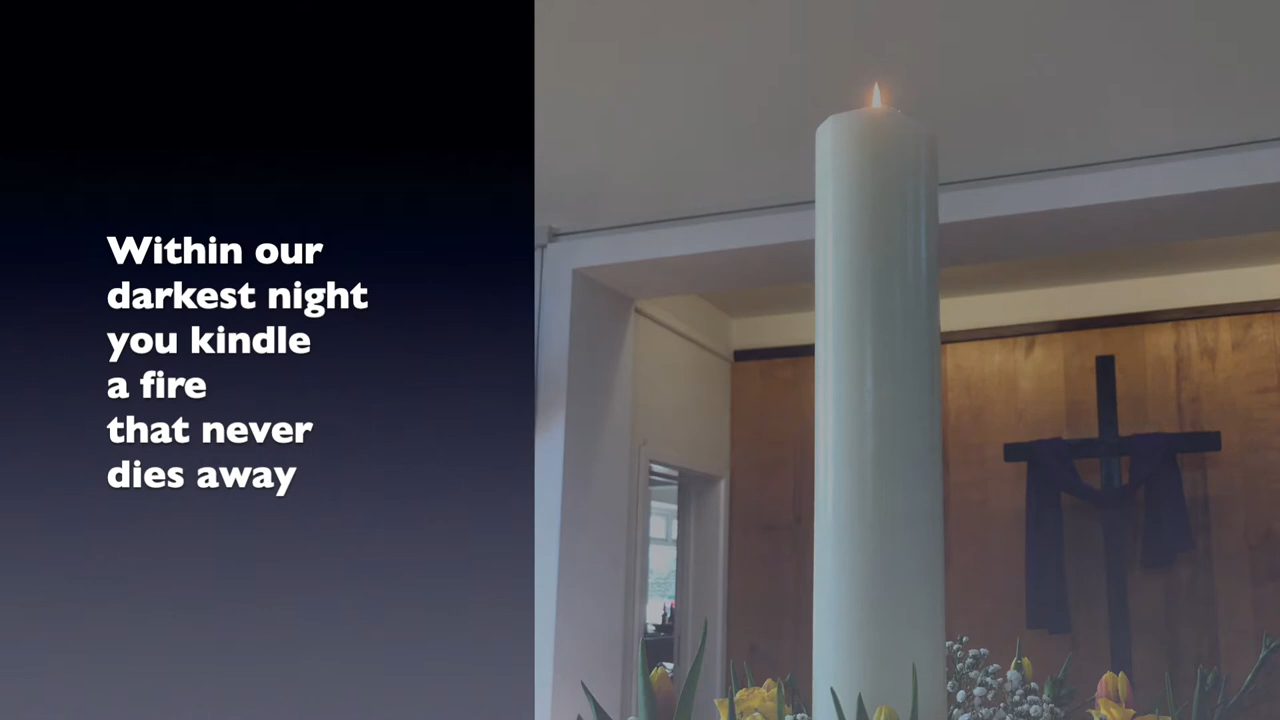 Within our
darkest night
you kindle
a fire
that never
dies away